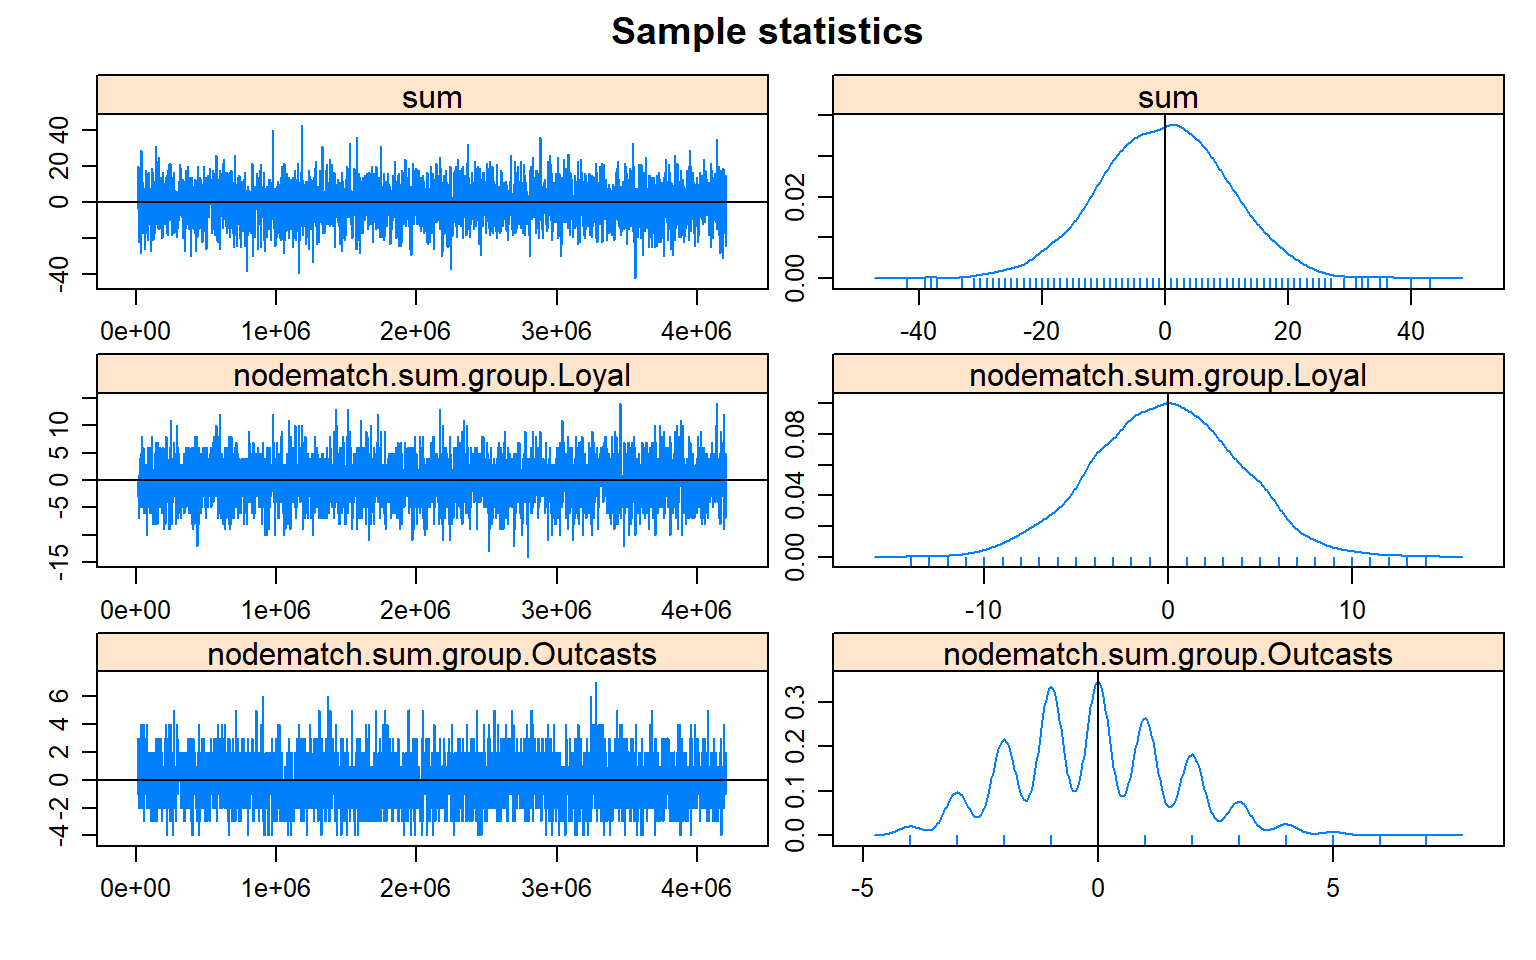 Sample statistics
sum
sum
40
20
0
-40
0e+00 1e+06 2e+06 3e+06 4e+06
0.02
0.00
-40 -20 0 20 40
nodematch.sum.group.Loyal
nodematch.sum.group.Loyal
10
5
0
-5
-15
0e+00 1e+06 2e+06 3e+06 4e+06
0.08
0.04
0.00
-10 0 10
nodematch.sum.group.Outcasts
nodematch.sum.group.Outcasts
6
4
2
0
-2
-4
0e+00 1e+06 2e+06 3e+06 4e+06
0.3
0.2
0.1
0.0
-5 0 5